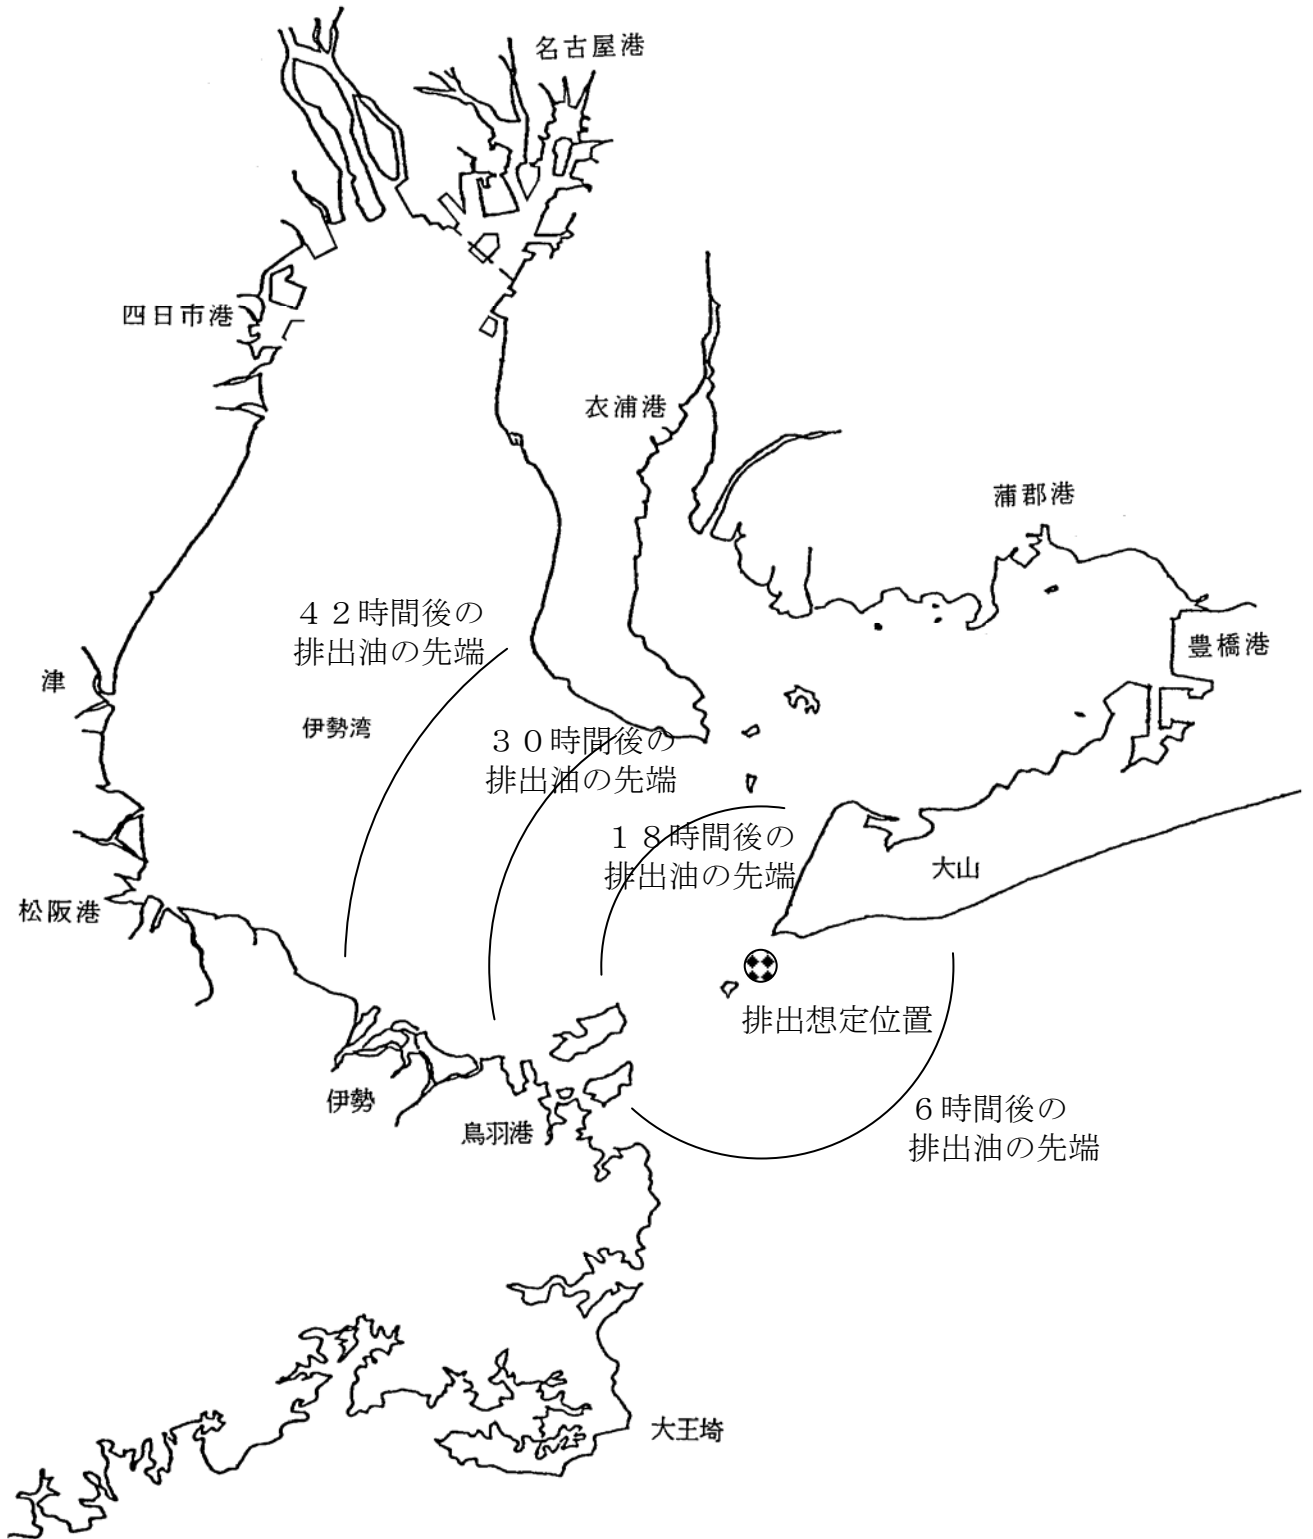 名古屋港
四日市港
衣浦港
蒲郡港
４２時間後の
排出油の先端
豊橋港
津
伊勢湾
３０時間後の
排出油の先端
１８時間後の
排出油の先端
大山
松阪港
排出想定位置
伊勢
鳥羽港
６時間後の
排出油の先端
大王埼